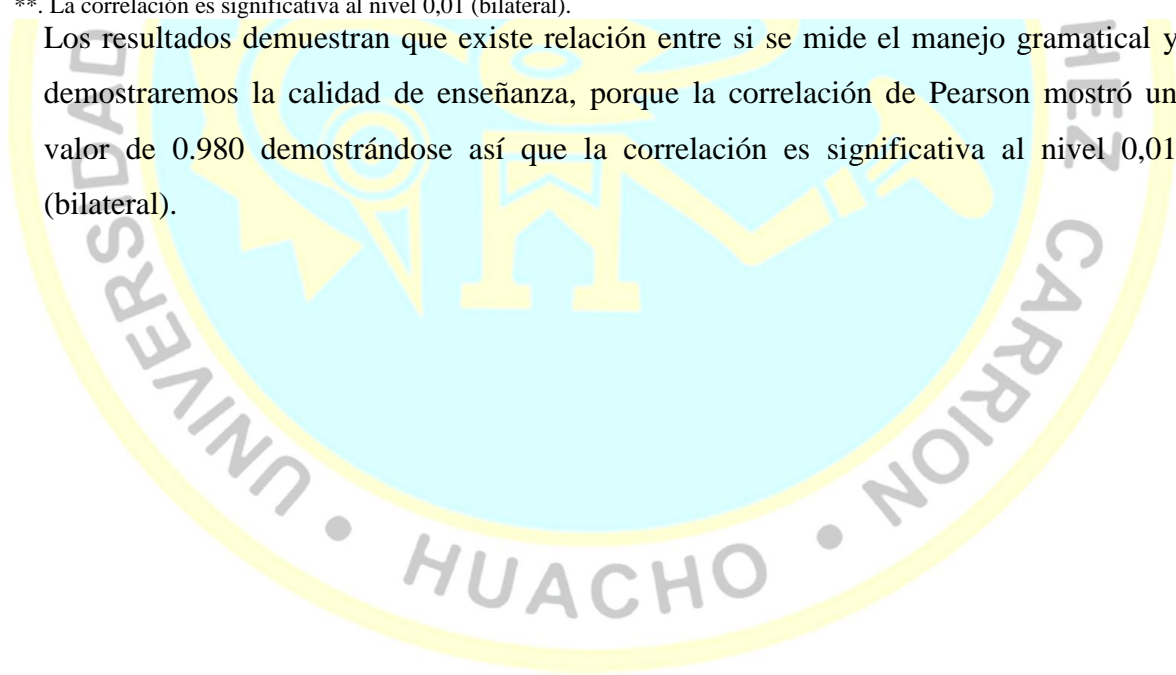 **. La correlación es significativa al nivel 0,01 (bilateral).
Los resultados demuestran que existe relación entre si se mide el manejo gramatical y
demostraremos la calidad de enseñanza, porque la correlación de Pearson mostró un
valor de 0.980 demostrándose así que la correlación es significativa al nivel 0,01
(bilateral).
UNIVERSDAD
HEZ CARRION
• HUACHO •